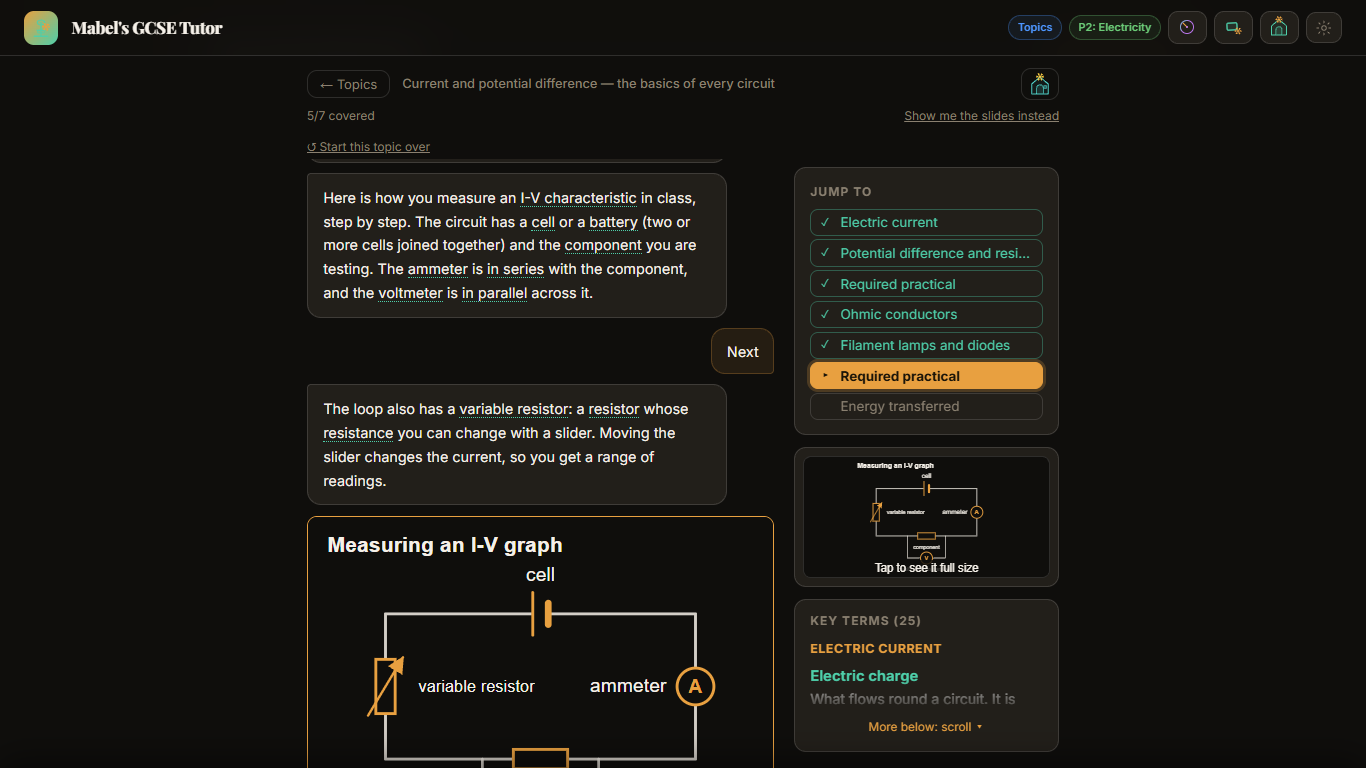 Mabel's GCSE Tutor
Topics
P2: Electricity
← Topics
Current and potential difference — the basics of every circuit
5/7 covered
Show me the slides instead
↺ Start this topic over
Here is how you measure an I-V characteristic in class,
step by step. The circuit has a cell or a battery (two or
more cells joined together) and the component you are
testing. The ammeter is in series with the component,
and the voltmeter is in parallel across it.
Next
The loop also has a variable resistor: a resistor whose
resistance you can change with a slider. Moving the
slider changes the current, so you get a range of
readings.
Measuring an I-V graph
cell
variable resistor
ammeter
A
JUMP TO
✓ Electric current
✓ Potential difference and resi...
✓ Required practical
✓ Ohmic conductors
✓ Filament lamps and diodes
▸ Required practical
Energy transferred
Measuring an I-V graph
cell
variable resistor
ammeter
A
component
V
Tap to see it full size
KEY TERMS (25)
ELECTRIC CURRENT
Electric charge
What flows round a circuit. It is
More below: scroll ▾